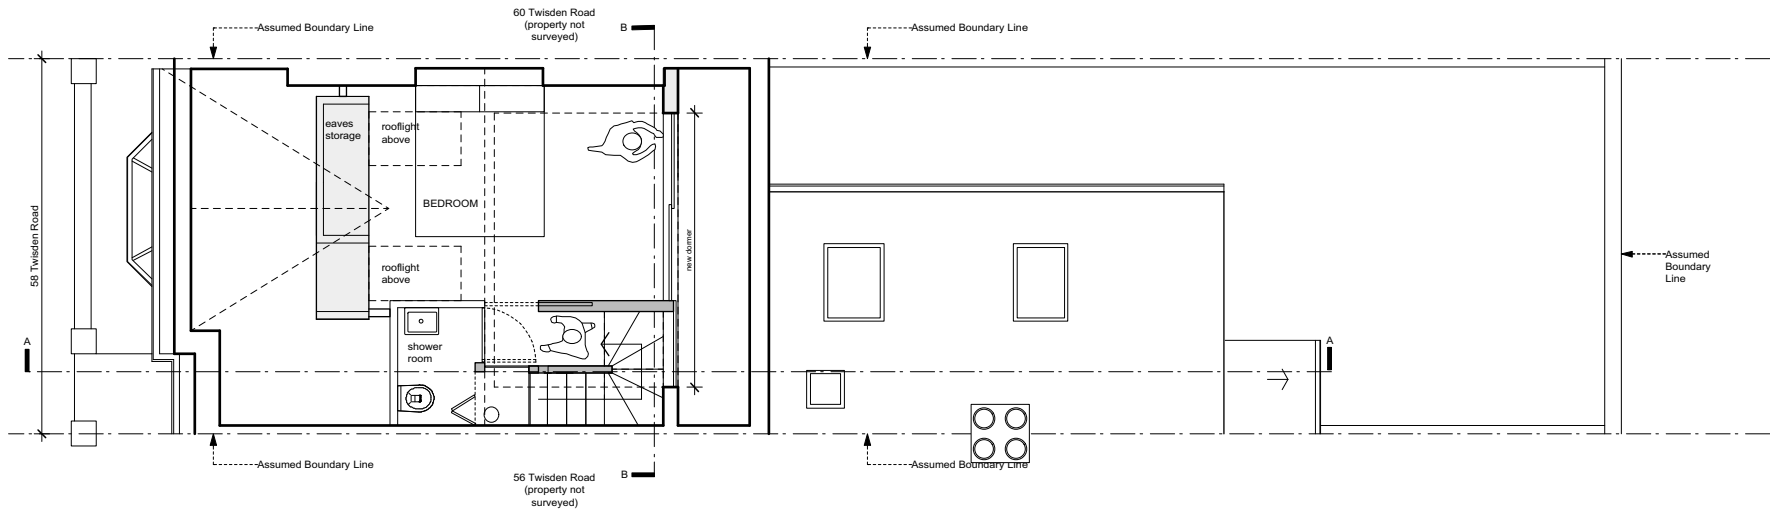 60 Twisden Road
(property not
surveyed)
B
Assumed Boundary Line
Assumed Boundary Line
eaves
storage
rooflight
above
BEDROOM
58 Twisden Road
new dormer
rooflight
above
Assumed
Boundary
Line
A
A
shower
room
Assumed Boundary Line
Assumed Boundary Line
B
56 Twisden Road
(property not
surveyed)